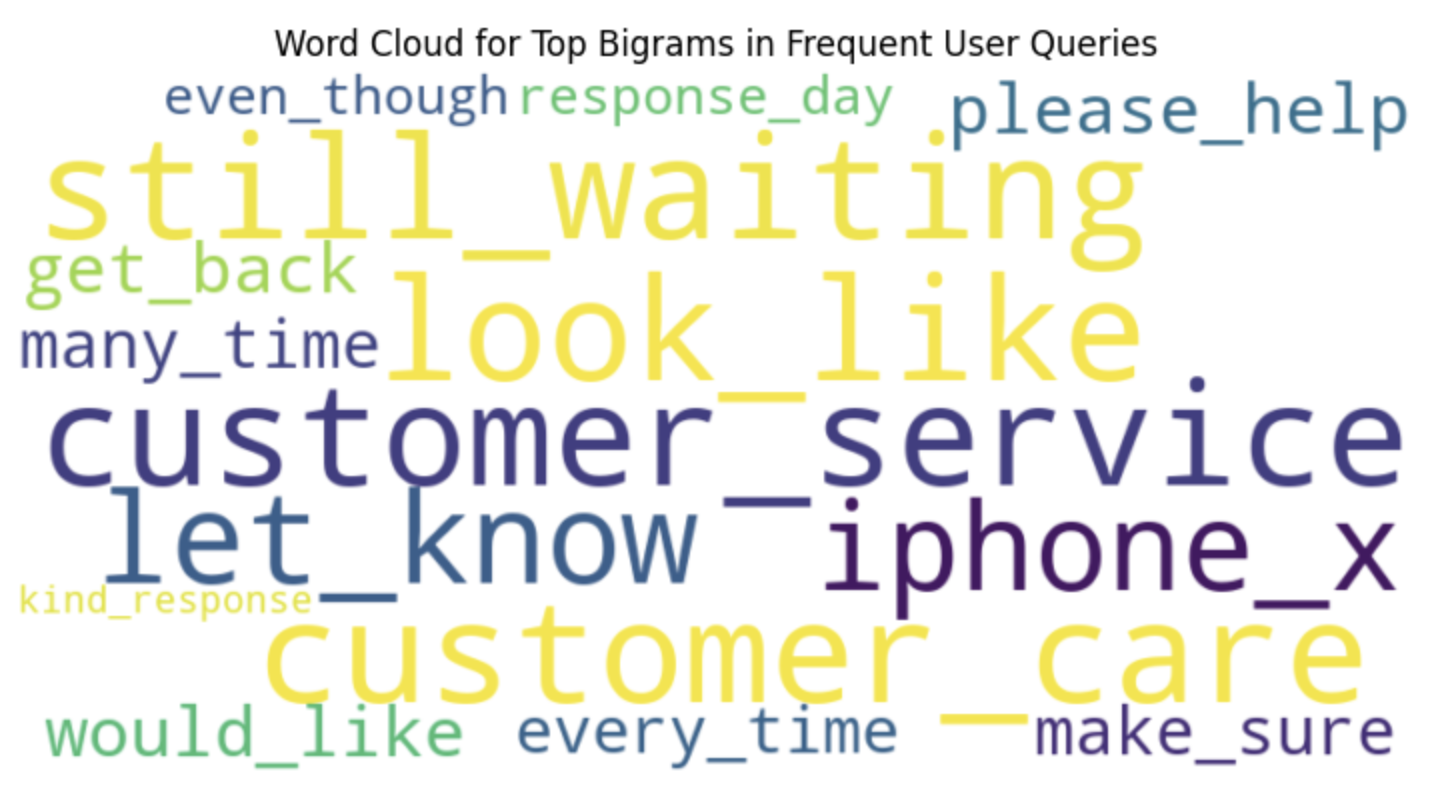 Word Cloud for Top Bigrams in Frequent User Queries
even_though response_day please_help
still_waiting
get_back
look_like
many_time
customer_service
let_know iphone_x
kind_response
customer_care
would_like every_time make_sure